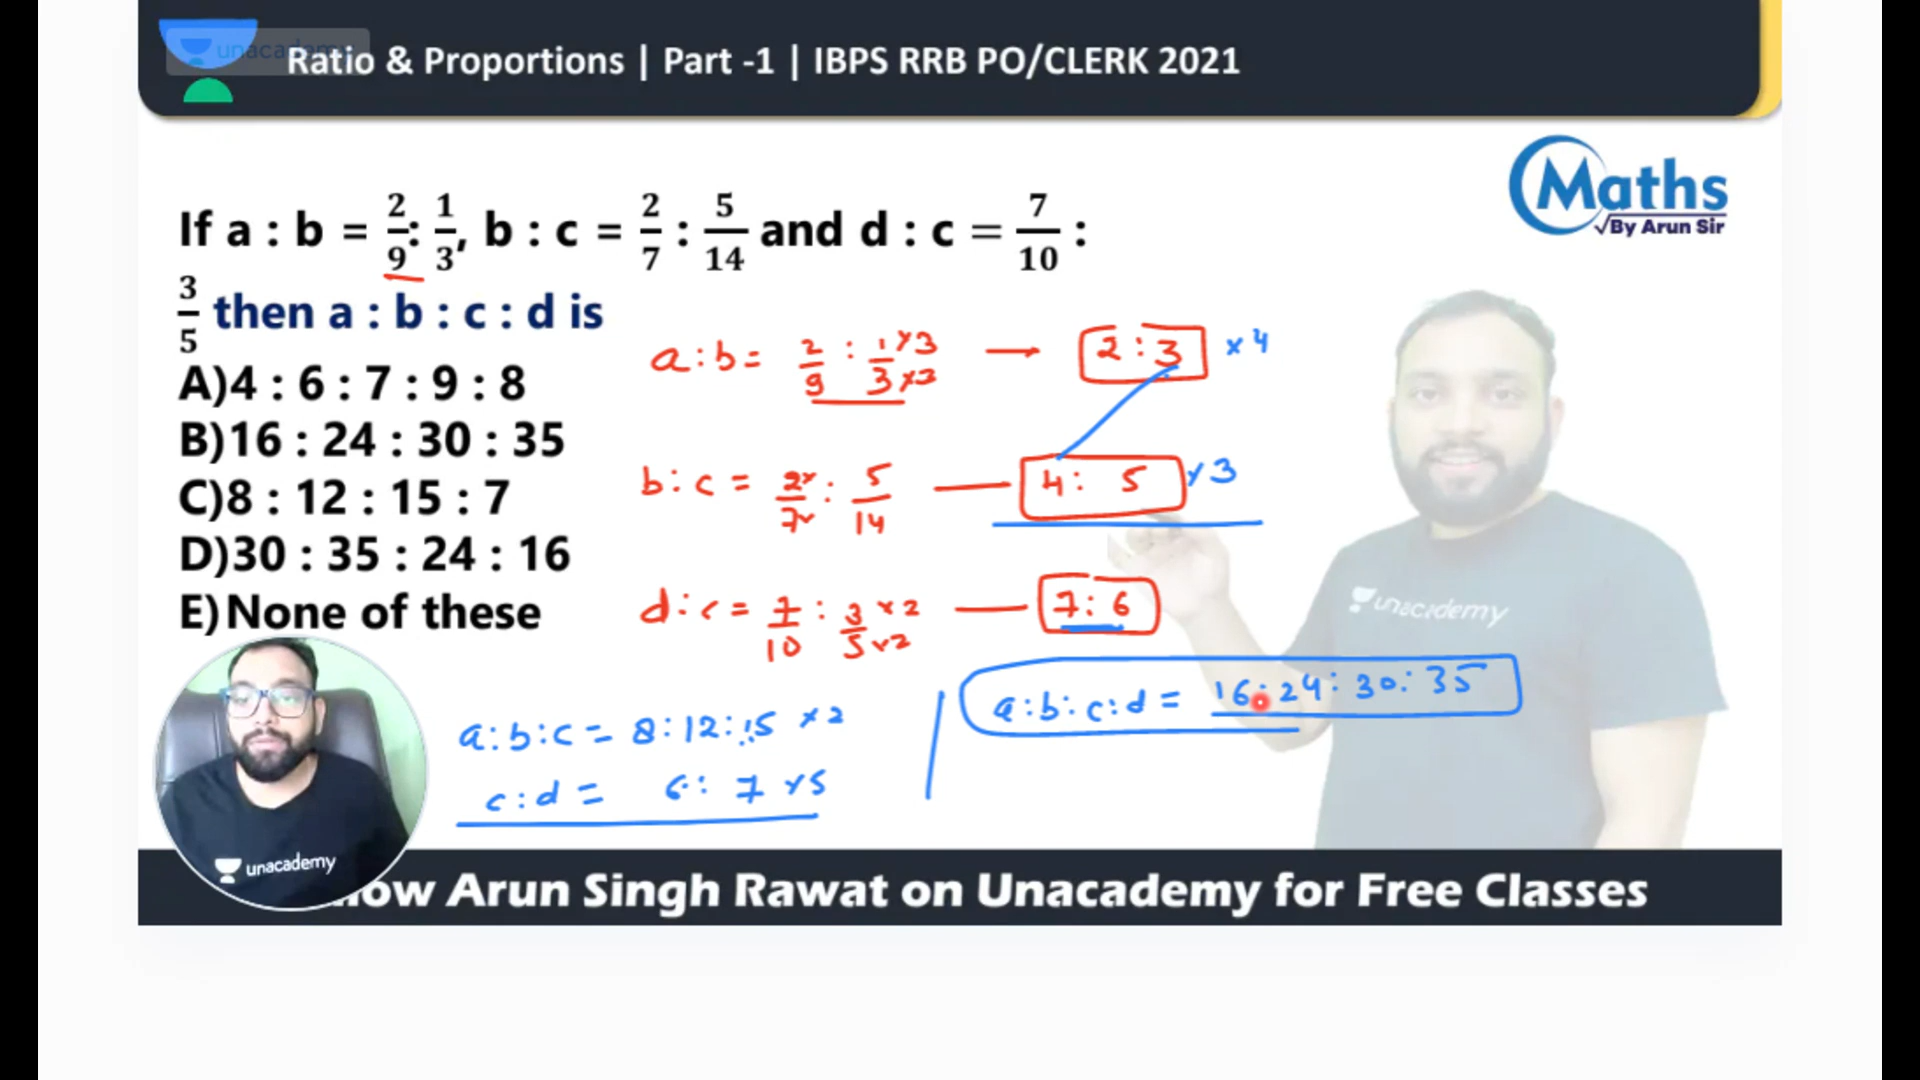 unacademy
Ratio & Proportions | Part -1 | IBPS RRB PO/CLERK 2021
Maths
√By Arun Sir
If a : b = 2/9 : 1/3, b : c = 2/7 : 5/14 and d : c = 7/10 :
3/5 then a : b : c : d is
A)4 : 6 : 7 : 9 : 8
B)16 : 24 : 30 : 35
C)8 : 12 : 15 : 7
D)30 : 35 : 24 : 16
E)None of these
a:b = 2/9 : 1×3/3×3 → 2:3 ×4
b:c = 2×/7× : 5/14 — 4: 5 ×3
d:c = 7/10 : 3×2/5×2 — 7:6
a:b:c = 8:12:15 ×2
c:d = 6: 7 ×5
a:b:c:d = 16:24:30:35
unacademy
unacademy
ow Arun Singh Rawat on Unacademy for Free Classes